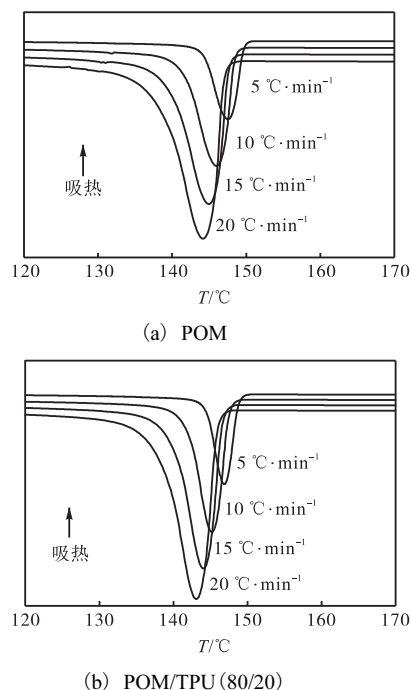 5 ℃·min⁻¹
10 ℃·min⁻¹
15 ℃·min⁻¹
20 ℃·min⁻¹
吸热
120 130 140 150 160 170
T/℃
(a) POM
5 ℃·min⁻¹
10 ℃·min⁻¹
15 ℃·min⁻¹
20 ℃·min⁻¹
吸热
120 130 140 150 160 170
T/℃
(b) POM/TPU(80/20)